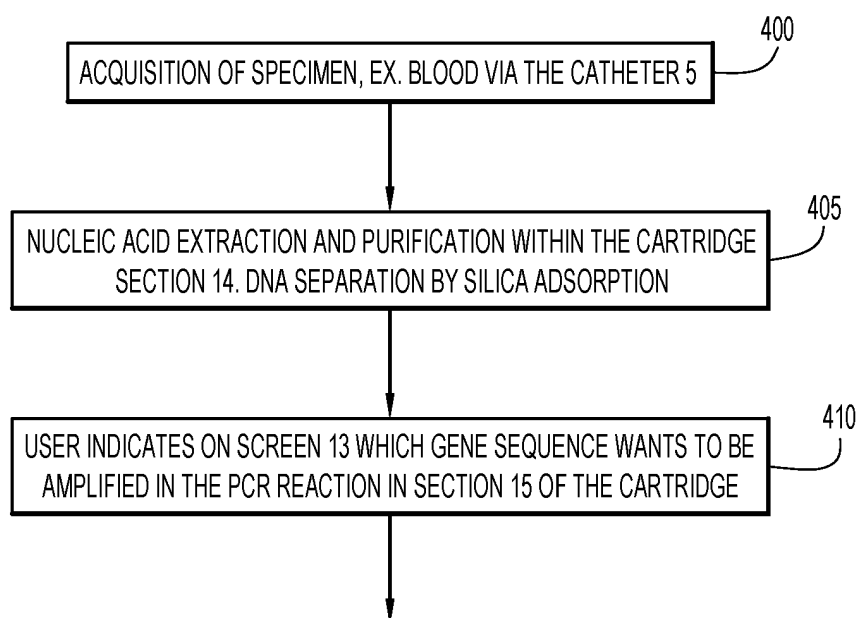 400
ACQUISITION OF SPECIMEN, EX. BLOOD VIA THE CATHETER 5
405
NUCLEIC ACID EXTRACTION AND PURIFICATION WITHIN THE CARTRIDGE
SECTION 14. DNA SEPARATION BY SILICA ADSORPTION
410
USER INDICATES ON SCREEN 13 WHICH GENE SEQUENCE WANTS TO BE
AMPLIFIED IN THE PCR REACTION IN SECTION 15 OF THE CARTRIDGE